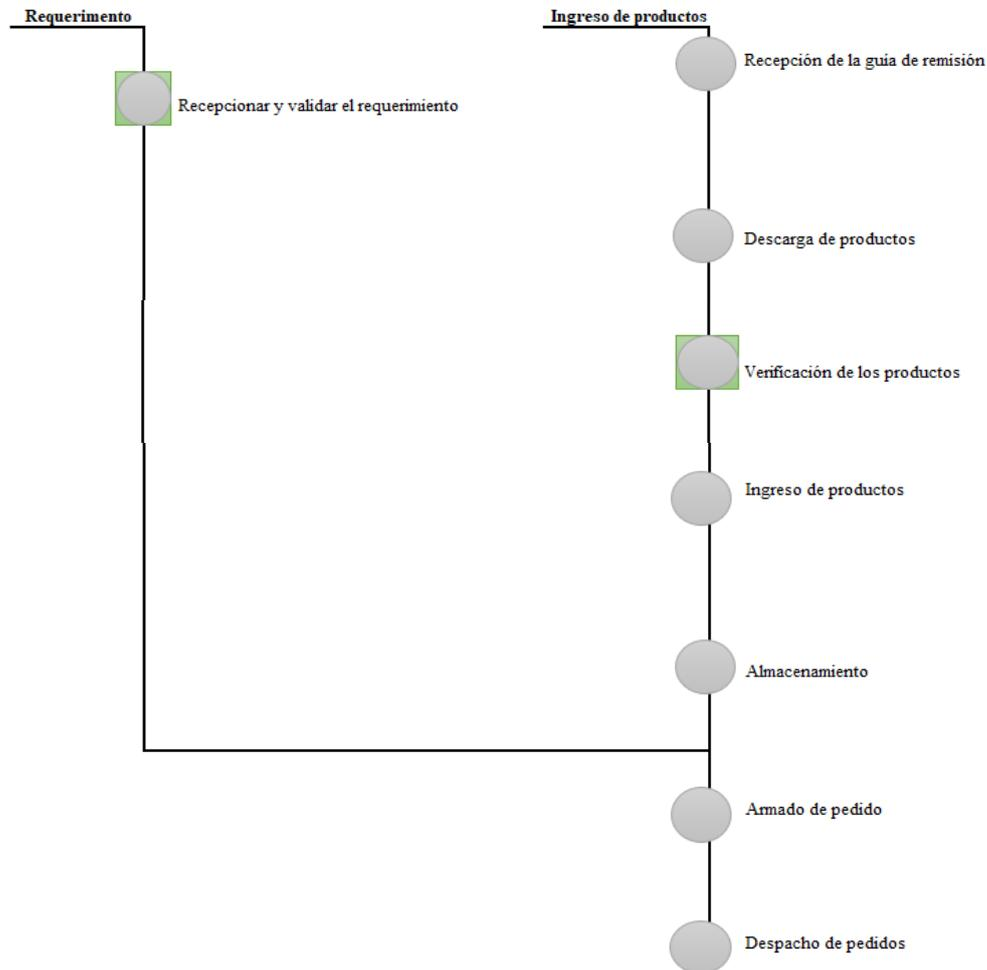 Requerimento
Ingreso de productos
Recepción de la guía de remisión
Recepcionar y validar el requerimiento
Descarga de productos
Verificación de los productos
Ingreso de productos
Almacenamiento
Armado de pedido
Despacho de pedidos